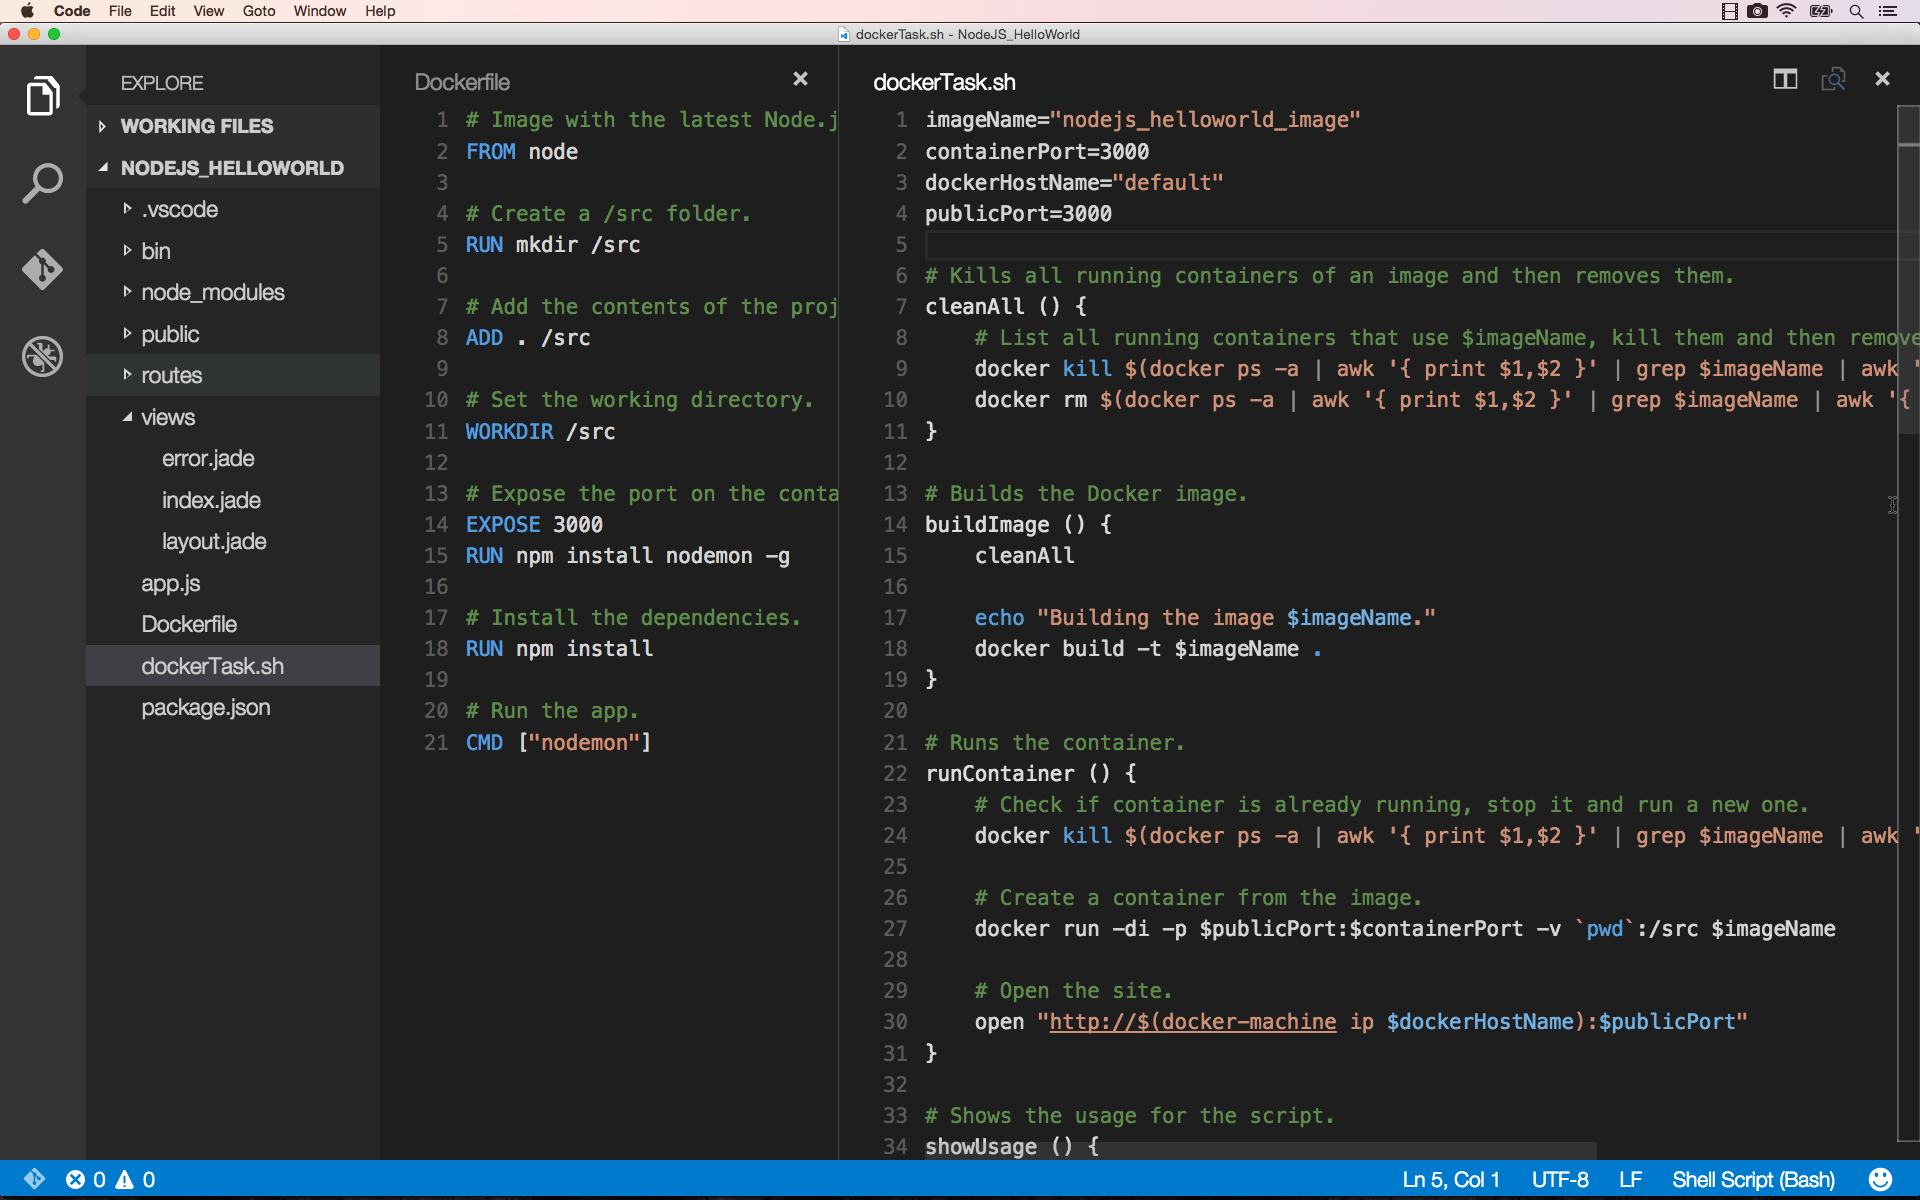 Code File Edit View Goto Window Help
dockerTask.sh - NodeJS_HelloWorld
EXPLORE
WORKING FILES
NODEJS_HELLOWORLD
.vscode
bin
node_modules
public
routes
views
error.jade
index.jade
layout.jade
app.js
Dockerfile
dockerTask.sh
package.json
Dockerfile
1 # Image with the latest Node.j
2 FROM node
3
4 # Create a /src folder.
5 RUN mkdir /src
6
7 # Add the contents of the proj
8 ADD . /src
9
10 # Set the working directory.
11 WORKDIR /src
12
13 # Expose the port on the conta
14 EXPOSE 3000
15 RUN npm install nodemon -g
16
17 # Install the dependencies.
18 RUN npm install
19
20 # Run the app.
21 CMD ["nodemon"]
dockerTask.sh
1 imageName="nodejs_helloworld_image"
2 containerPort=3000
3 dockerHostName="default"
4 publicPort=3000
5
6 # Kills all running containers of an image and then removes them.
7 cleanAll () {
8 # List all running containers that use $imageName, kill them and then remove
9 docker kill $(docker ps -a | awk '{ print $1,$2 }' | grep $imageName | awk '
10 docker rm $(docker ps -a | awk '{ print $1,$2 }' | grep $imageName | awk '{
11 }
12
13 # Builds the Docker image.
14 buildImage () {
15 cleanAll
16
17 echo "Building the image $imageName."
18 docker build -t $imageName .
19 }
20
21 # Runs the container.
22 runContainer () {
23 # Check if container is already running, stop it and run a new one.
24 docker kill $(docker ps -a | awk '{ print $1,$2 }' | grep $imageName | awk '
25
26 # Create a container from the image.
27 docker run -di -p $publicPort:$containerPort -v `pwd`:/src $imageName
28
29 # Open the site.
30 open "http://$(docker-machine ip $dockerHostName):$publicPort"
31 }
32
33 # Shows the usage for the script.
34 showUsage () {
0 0 Ln 5, Col 1 UTF-8 LF Shell Script (Bash)